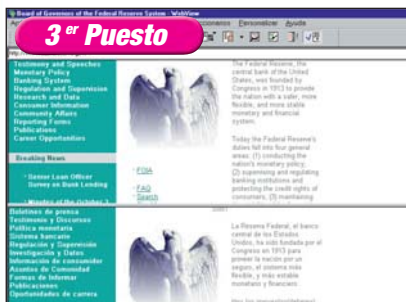 Board of Governors of the Federal Reserve System - WebView
3er Puesto
Personalizar Ayuda
Testimony and Speeches
Monetary Policy
Banking System
Regulation and Supervision
Research and Data
Consumer Information
Community Affairs
Reporting Forms
Publications
Career Opportunities
Breaking News
Senior Loan Officer
Survey on Bank Lending
FOIA
FAQ
Search
The Federal Reserve, the
central bank of the United
States, was founded by
Congress in 1913 to provide
the nation with a safer, more
flexible, and more stable
monetary and financial
system.
Today the Federal Reserve's
duties fall into four general
areas: (1) conducting the
nation's monetary policy;
(2) supervising and regulating
banking institutions and
protecting the credit rights of
consumers; (3) maintaining
Boletines de prensa
Testimonio y Discursos
Política monetaria
Sistema bancario
Regulación y Supervisión
Investigación y Datos
Información de consumidor
Asuntos de Comunidad
Formas de Informar
Publicaciones
Oportunidades de carrera
La Reserva Federal, el banco
central de los Estados
Unidos, ha sido fundado por el
Congreso en 1913 para
proveer la nación por un
seguro, el sistema más
flexible, y más estable
monetario y financiero.